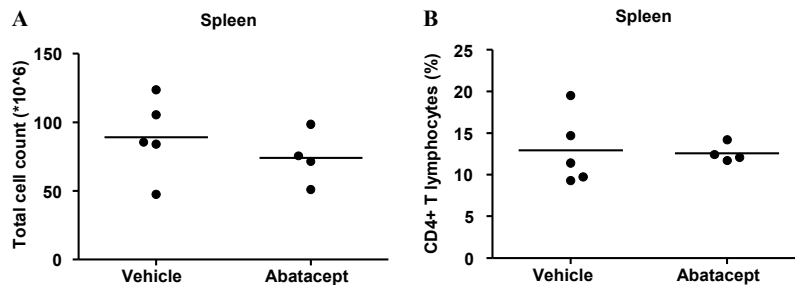 A
Spleen
Total cell count (*10^6)
150
100
50
0
Vehicle
Abatacept
B
Spleen
CD4+ T lymphocytes (%)
25
20
15
10
5
0
Vehicle
Abatacept